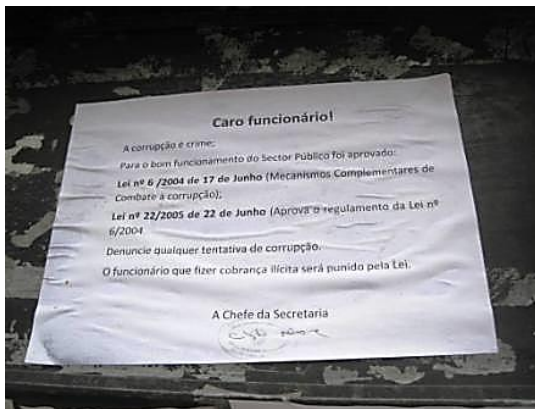 Caro funcionário!
A corrupção é crime;
Para o bom funcionamento do Sector Público foi aprovado:
Lei nº 6 /2004 de 17 de Junho (Mecanismos Complementares de
Combate à corrupção);
Lei nº 22/2005 de 22 de Junho (Aprova o regulamento da Lei nº
6/2004
Denuncie qualquer tentativa de corrupção.
O funcionário que fizer cobrança ilícita será punido pela Lei.
A Chefe da Secretaria